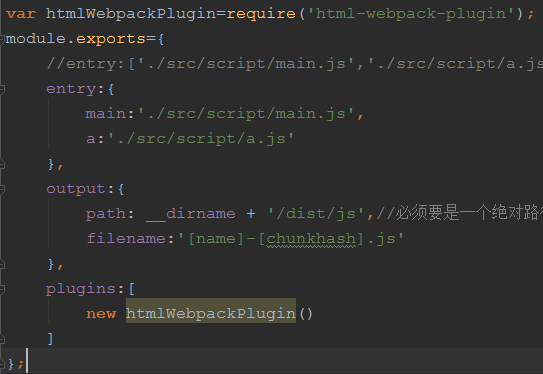 var htmlWebpackPlugin=require('html-webpack-plugin');
module.exports={
//entry:['./src/script/main.js','./src/script/a.js
entry:{
main:'./src/script/main.js',
a:'./src/script/a.js'
},
output:{
path: __dirname + '/dist/js',//必须要是一个绝对路
filename:'[name]-[chunkhash].js'
},
plugins:[
new htmlWebpackPlugin()
]
};